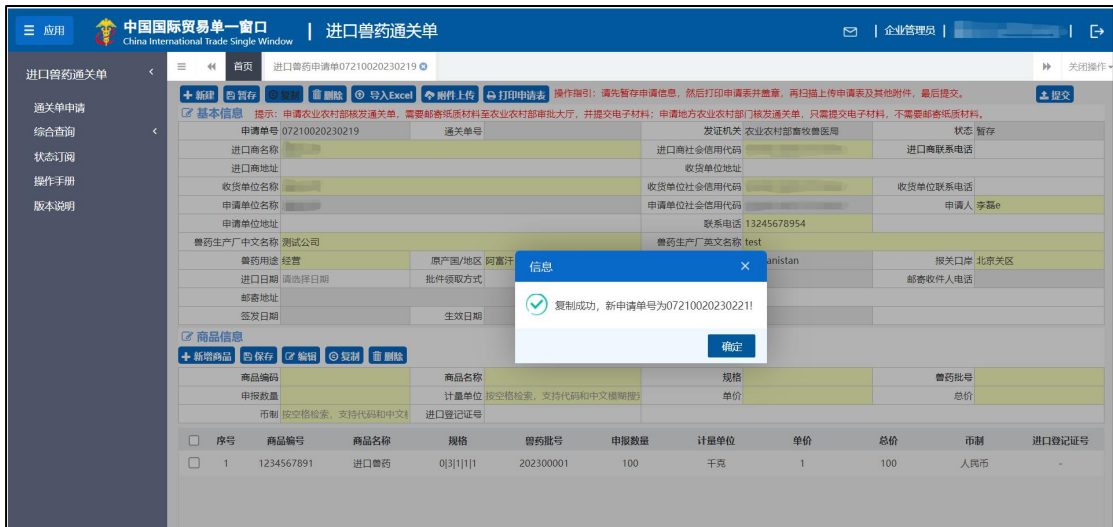 应用 中国国际贸易单一窗口 | 进口兽药通关单 | 企业管理员 |
China International Trade Single Window
进口兽药通关单
通关单申请
综合查询
状态订阅
操作手册
版本说明
首页 进口兽药申请单07210020230219 关闭操作
新建 暂存 复制 删除 导入Excel 附件上传 打印申请表 操作指引：请先暂存申请信息，然后打印申请表并盖章，再扫描上传申请表及其他附件，最后提交。 提交
基本信息 提示：申请农业农村部核发通关单，需要邮寄纸质材料至农业农村部审批大厅，并提交电子材料；申请地方农业农村部门核发通关单，只需提交电子材料，不需要邮寄纸质材料。
申请单号 07210020230219 通关单号 发证机关 农业农村部畜牧兽医局 状态 暂存
进口商名称 进口商社会信用代码 进口商联系电话
进口商地址 收货单位地址
收货单位名称 收货单位社会信用代码 收货单位联系电话
申请单位名称 申请单位社会信用代码 申请人 李磊e
申请单位地址 联系电话 13245678954
兽药生产厂中文名称 测试公司 兽药生产厂英文名称 test
兽药用途 经营 原产国/地区 阿富汗 anistan 报关口岸 北京关区
进口日期 请选择日期 批件领取方式 邮寄收件人电话
邮寄地址
签发日期 生效日期
信息
复制成功，新申请单号为07210020230221!
确定
商品信息
新增商品 保存 编辑 复制 删除
商品编码 商品名称 规格 兽药批号
申报数量 计量单位 按空格检索，支持代码和中文模糊搜 单价 总价
币制 按空格检索，支持代码和中文 进口登记证号
序号 商品编号 商品名称 规格 兽药批号 申报数量 计量单位 单价 总价 币制 进口登记证号
1 1234567891 进口兽药 0|3|1|1|1 202300001 100 千克 1 100 人民币 -